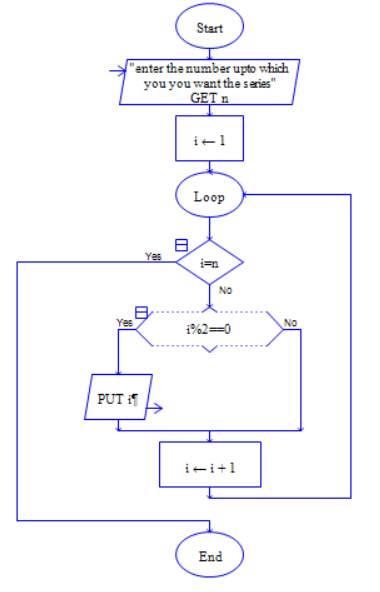 Start
"enter the number upto which
you you want the series"
GET n
i ← 1
Loop
Yes
i=n
No
Yes
i%2==0
No
PUT i¶
i ← i + 1
End